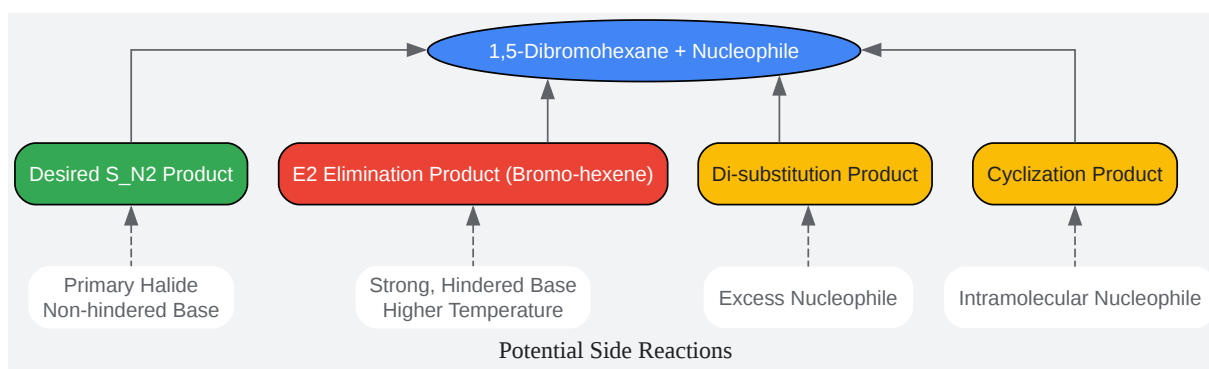 1,5-Dibromohexane + Nucleophile
Desired S_N2 Product
E2 Elimination Product (Bromo-hexene)
Di-substitution Product
Cyclization Product
Primary Halide
Non-hindered Base
Strong, Hindered Base
Higher Temperature
Excess Nucleophile
Intramolecular Nucleophile
Potential Side Reactions